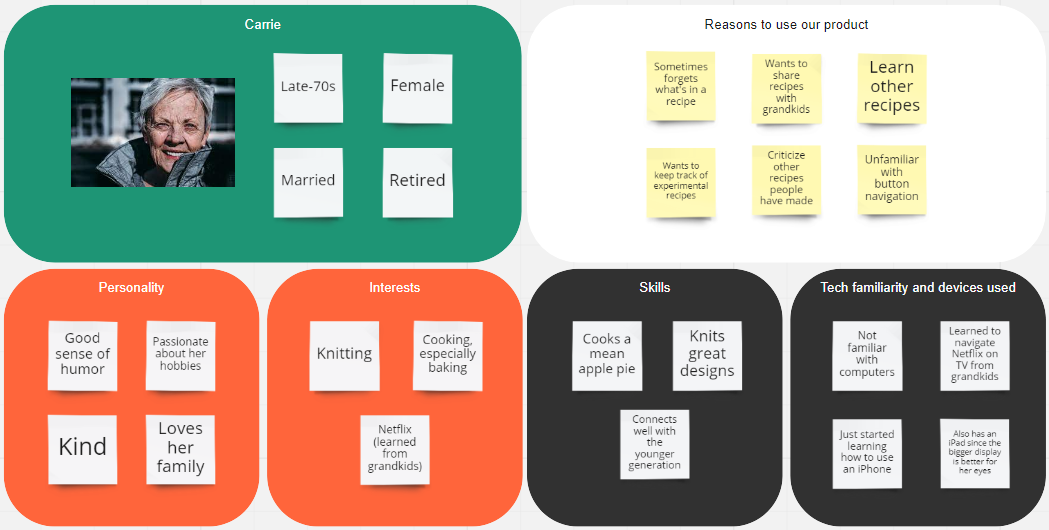 Carrie
Late-70s
Female
Married
Retired
Reasons to use our product
Sometimes
forgets
what's in a
recipe
Wants to
share
recipes
with
grandkids
Learn
other
recipes
Wants to
keep track of
experimental
recipes
Criticize
other
recipes
people
have made
Unfamiliar
with
button
navigation
Personality
Good
sense of
humor
Passionate
about her
hobbies
Kind
Loves
her
family
Interests
Knitting
Cooking,
especially
baking
Netflix
(learned
from
grandkids)
Skills
Cooks a
mean
apple pie
Knits
great
designs
Connects
well with
the
younger
generation
Tech familiarity and devices used
Not
familiar
with
computers
Learned to
navigate
Netflix on
TV from
grandkids
Just started
learning
how to use
an iPhone
Also has an
iPad since the
bigger display
is better for
her eyes